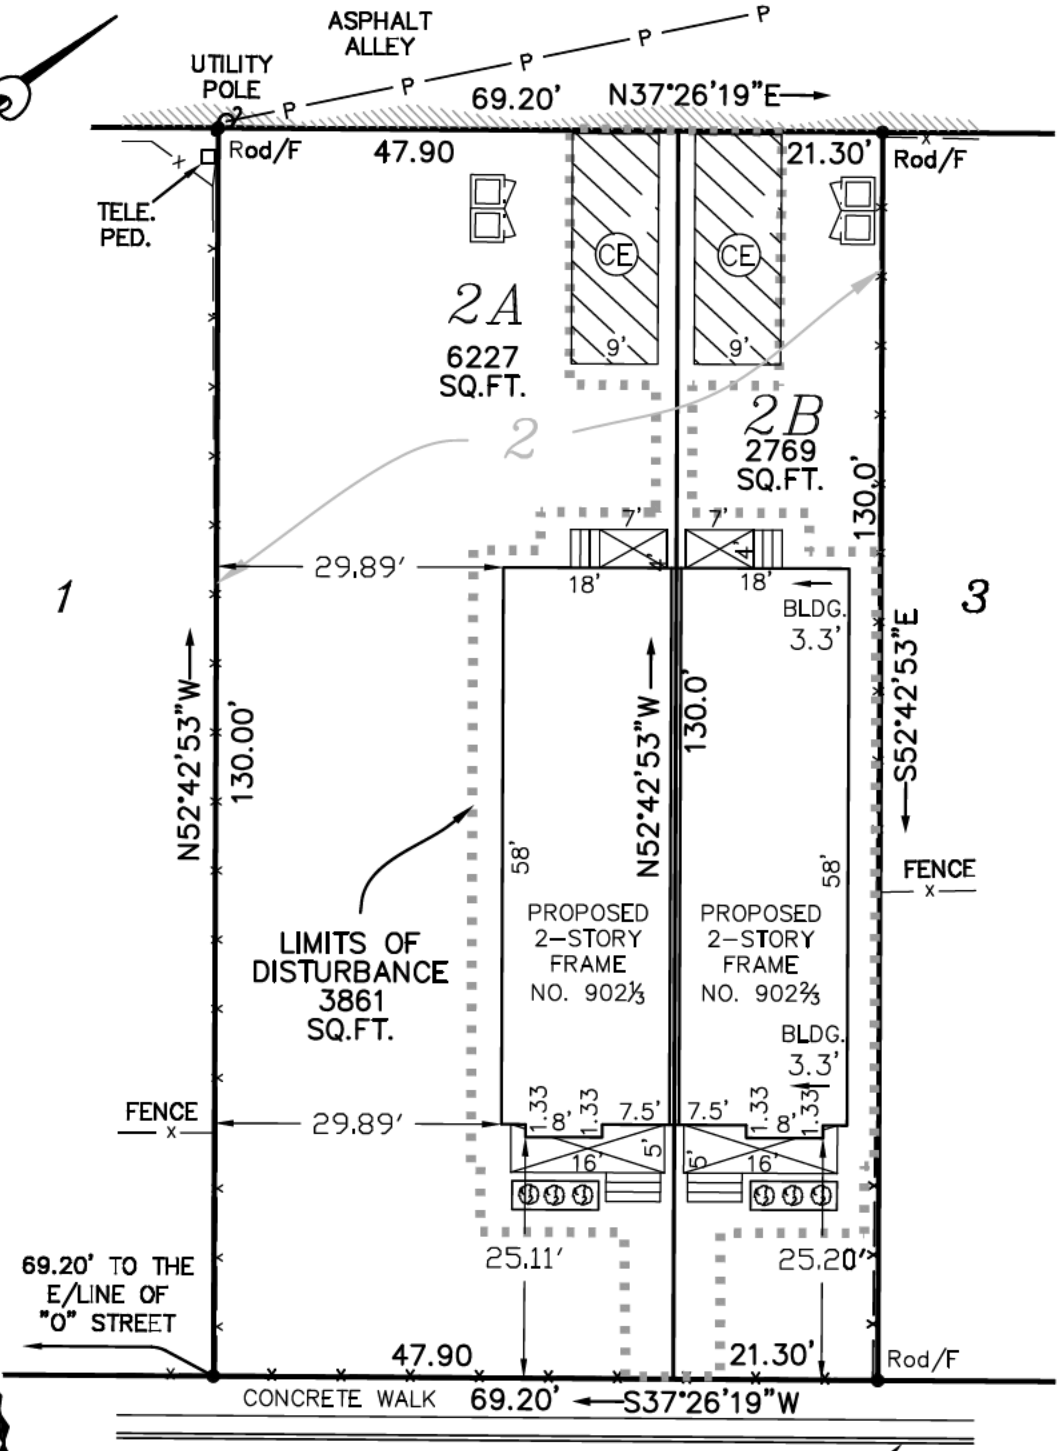 ASPHALT
ALLEY
P
P
P
P
P
UTILITY
POLE
69.20'
N37°26'19"E
Rod/F
47.90
21.30'
Rod/F
x
x
TELE.
PED.
CE
CE
2A
6227
SQ.FT.
9'
9'
2
2B
2769
SQ.FT.
130.0'
7'
7'
4'
4'
29.89'
18'
18'
BLDG.
3.3'
1
3
N52°42'53"W
130.00'
N52°42'53"W
130.0'
S52°42'53"E
58'
58'
FENCE
x
LIMITS OF
DISTURBANCE
3861
SQ.FT.
PROPOSED
2-STORY
FRAME
NO. 902⅓
PROPOSED
2-STORY
FRAME
NO. 902⅔
BLDG.
3.3'
FENCE
x
29.89'
1.33
8'
1.33
7.5'
7.5'
1.33
8'
1.33
5'
16'
5'
16'
25.11'
25.20'
69.20' TO THE
E/LINE OF
"O" STREET
47.90
21.30'
Rod/F
CONCRETE WALK
69.20'
S37°26'19"W